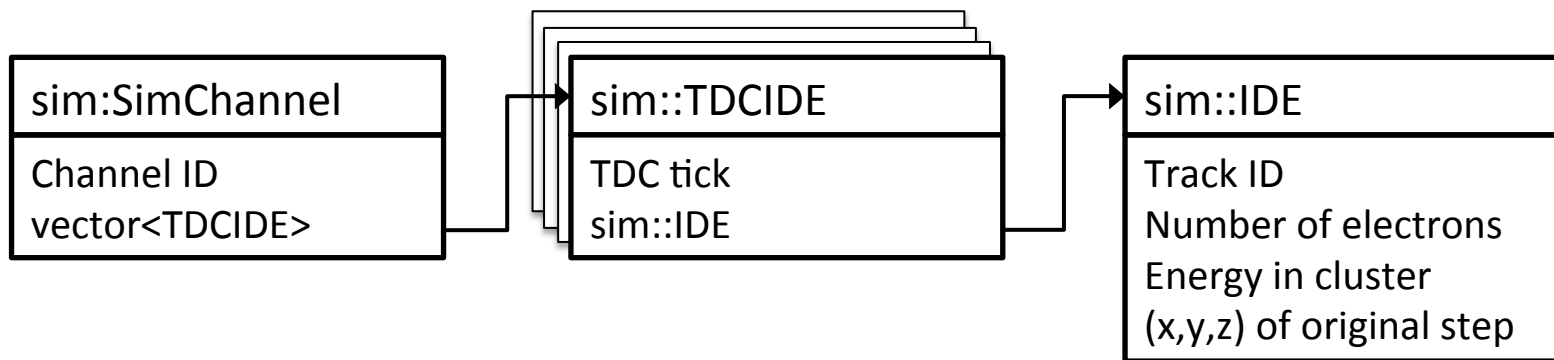 sim:SimChannel
Channel ID
vector<TDCIDE>
sim::TDCIDE
TDC tick
sim::IDE
sim::IDE
Track ID
Number of electrons
Energy in cluster
(x,y,z) of original step